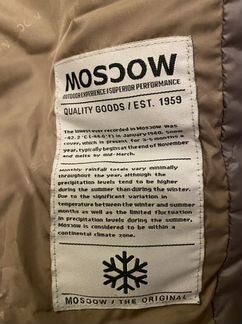 MOSCOW
OUTDOOR EXPERIENCE / SUPERIOR PERFORMANCE
QUALITY GOODS / EST. 1959
The lowest ever recorded in Moscow was
-42.2°C (-44.0°F) in January 1940. Snow
cover, which is present for 3-5 months a
year, typically begins at the end of November
and melts by mid-March.
Monthly rainfall totals vary minimally
throughout the year, although the
precipitation levels tend to be higher
during the summer than during the winter.
Due to the significant variation in
temperature between the winter and summer
months as well as the limited fluctuation
in precipitation levels during the summer,
Moscow is considered to be within a
continental climate zone.
MOSCOW / THE ORIGINAL